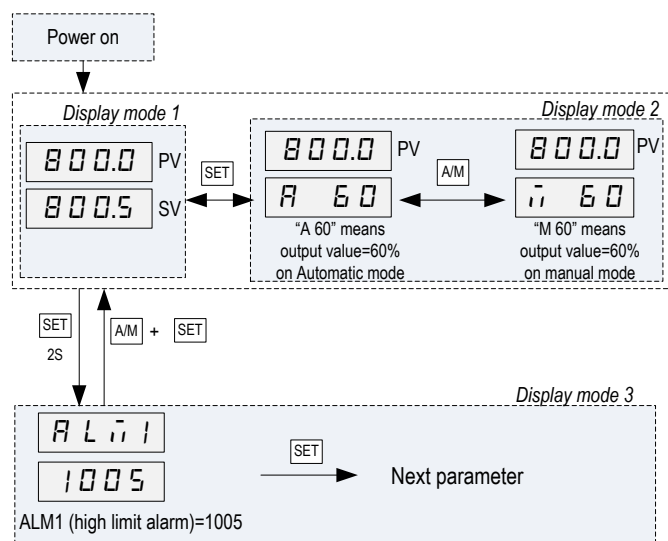 Power on
Display mode 1
800.0 PV
800.5 SV
SET
Display mode 2
800.0 PV
A 60
“A 60” means
output value=60%
on Automatic mode
A/M
800.0 PV
M 60
“M 60” means
output value=60%
on manual mode
SET
2S
A/M + SET
Display mode 3
ALM1
1005
ALM1 (high limit alarm)=1005
SET
Next parameter